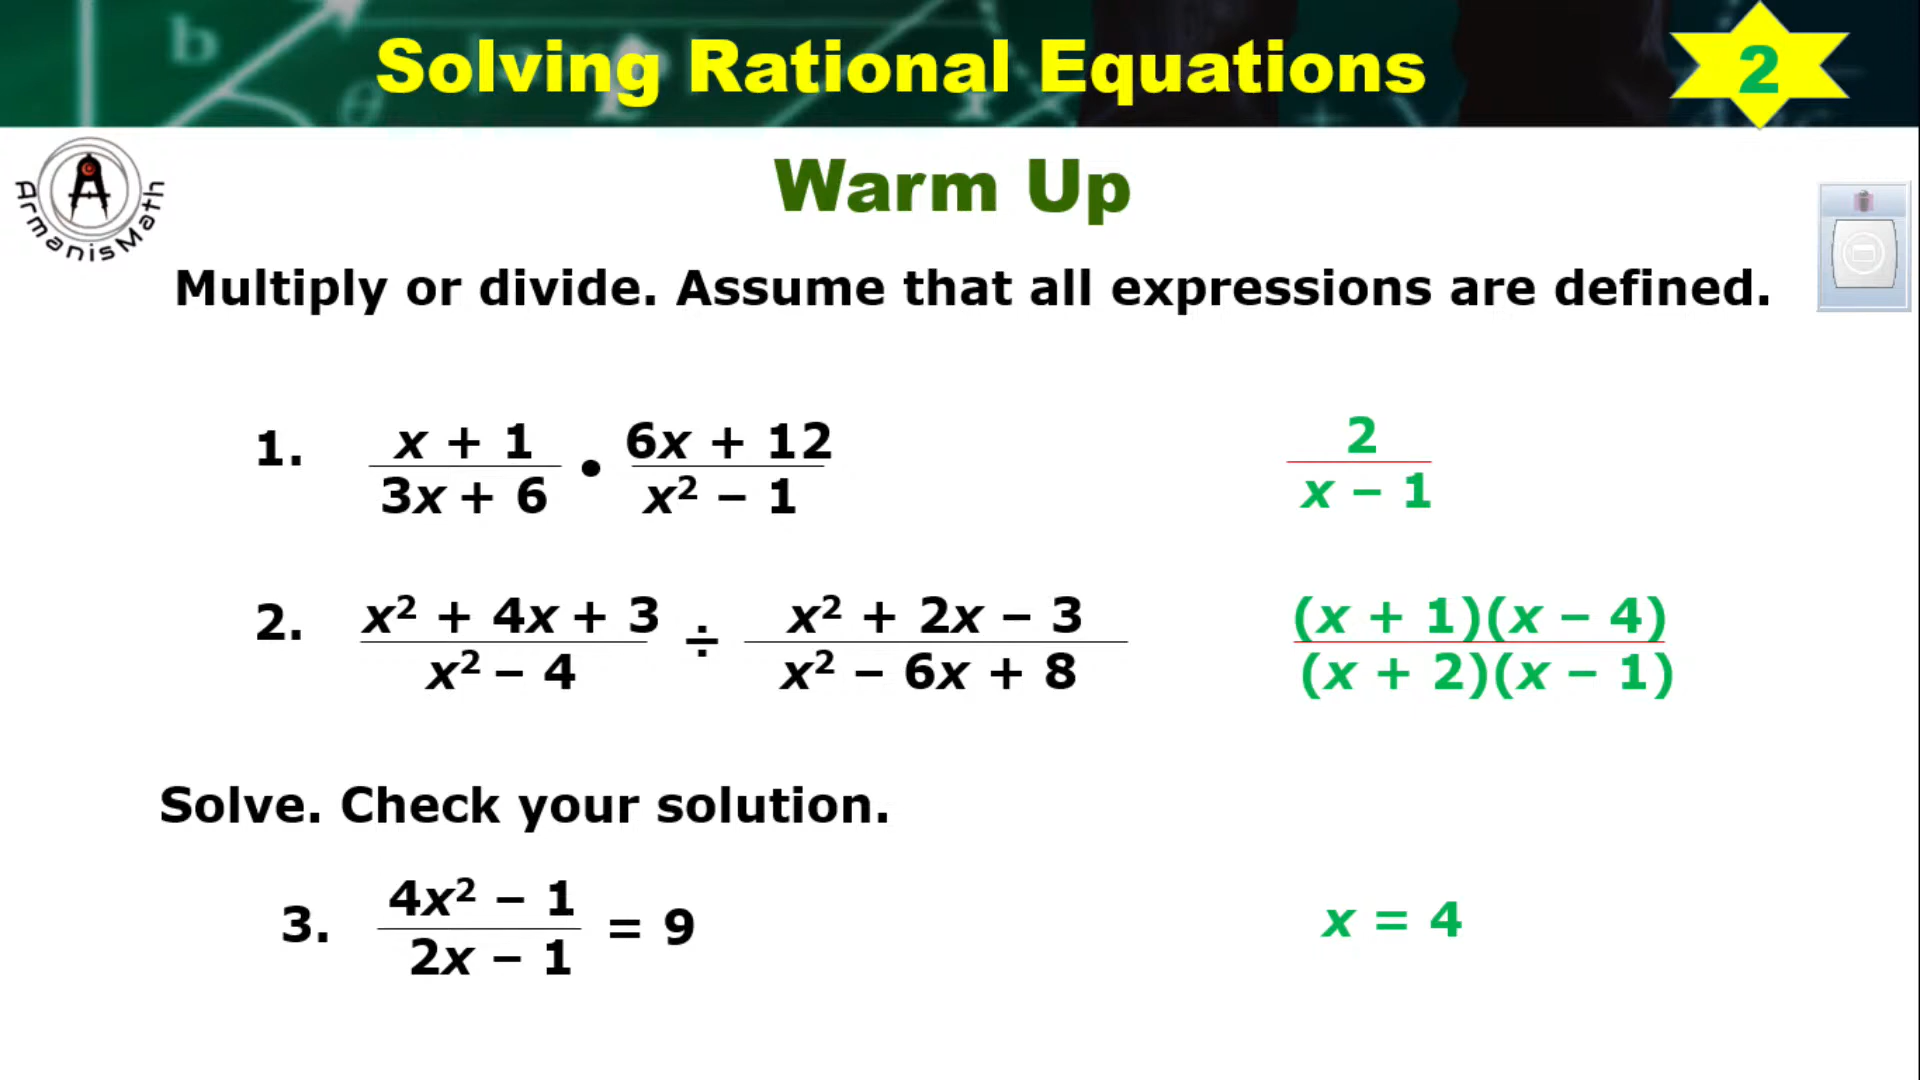 Solving Rational Equations
2
ArmanisMath
Warm Up
Multiply or divide. Assume that all expressions are defined.
1. x + 1 / 3x + 6 • 6x + 12 / x² – 1
2 / x – 1
2. x² + 4x + 3 / x² – 4 ÷ x² + 2x – 3 / x² – 6x + 8
(x + 1)(x – 4) / (x + 2)(x – 1)
Solve. Check your solution.
3. 4x² – 1 / 2x – 1 = 9
x = 4